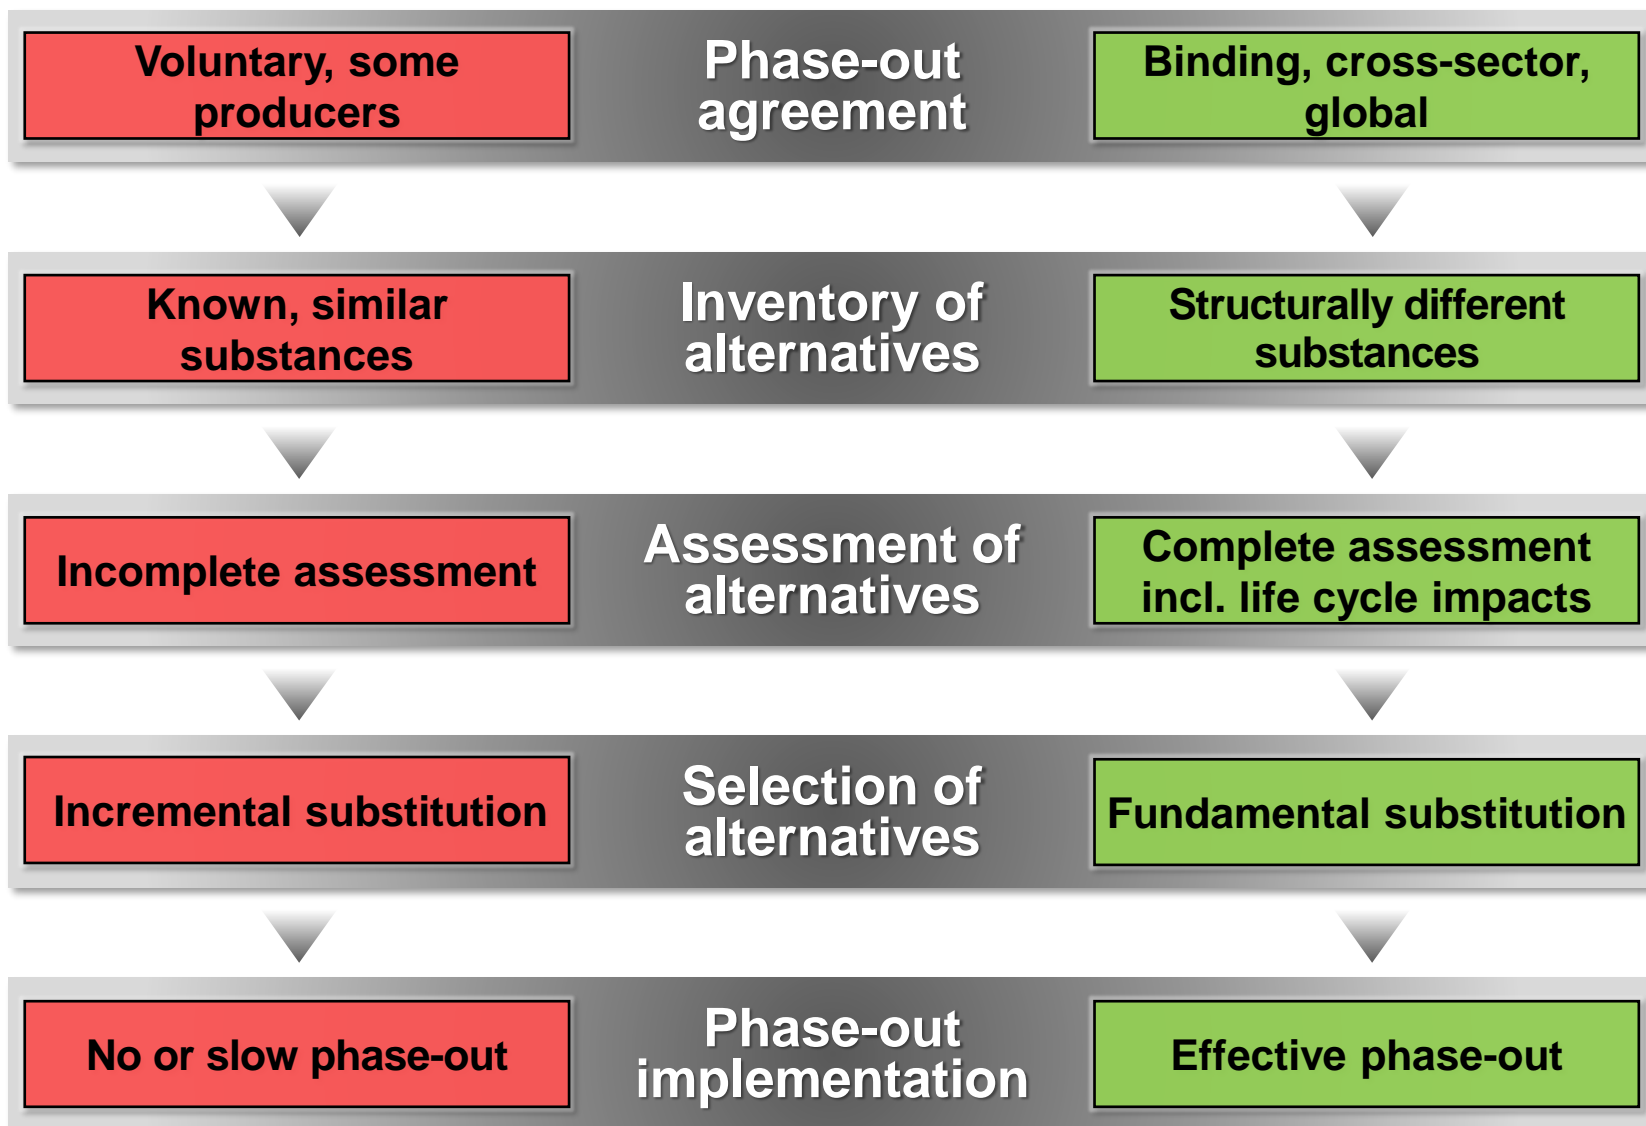 Voluntary, some
producers
Phase-out
agreement
Binding, cross-sector,
global
Known, similar
substances
Inventory of
alternatives
Structurally different
substances
Incomplete assessment
Assessment of
alternatives
Complete assessment
incl. life cycle impacts
Incremental substitution
Selection of
alternatives
Fundamental substitution
No or slow phase-out
Phase-out
implementation
Effective phase-out